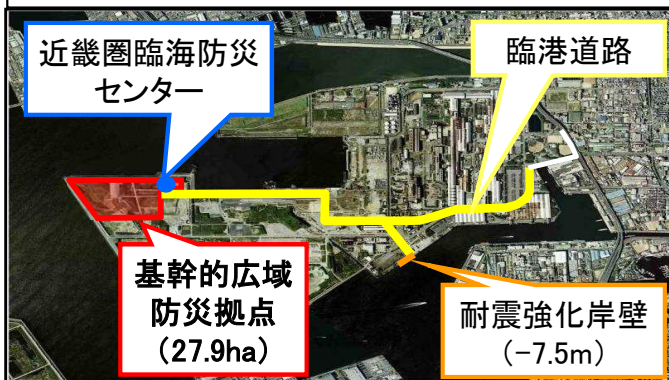 近畿圏臨海防災
センター
臨港道路
基幹的広域
防災拠点
(27.9ha)
耐震強化岸壁
(-7.5m)